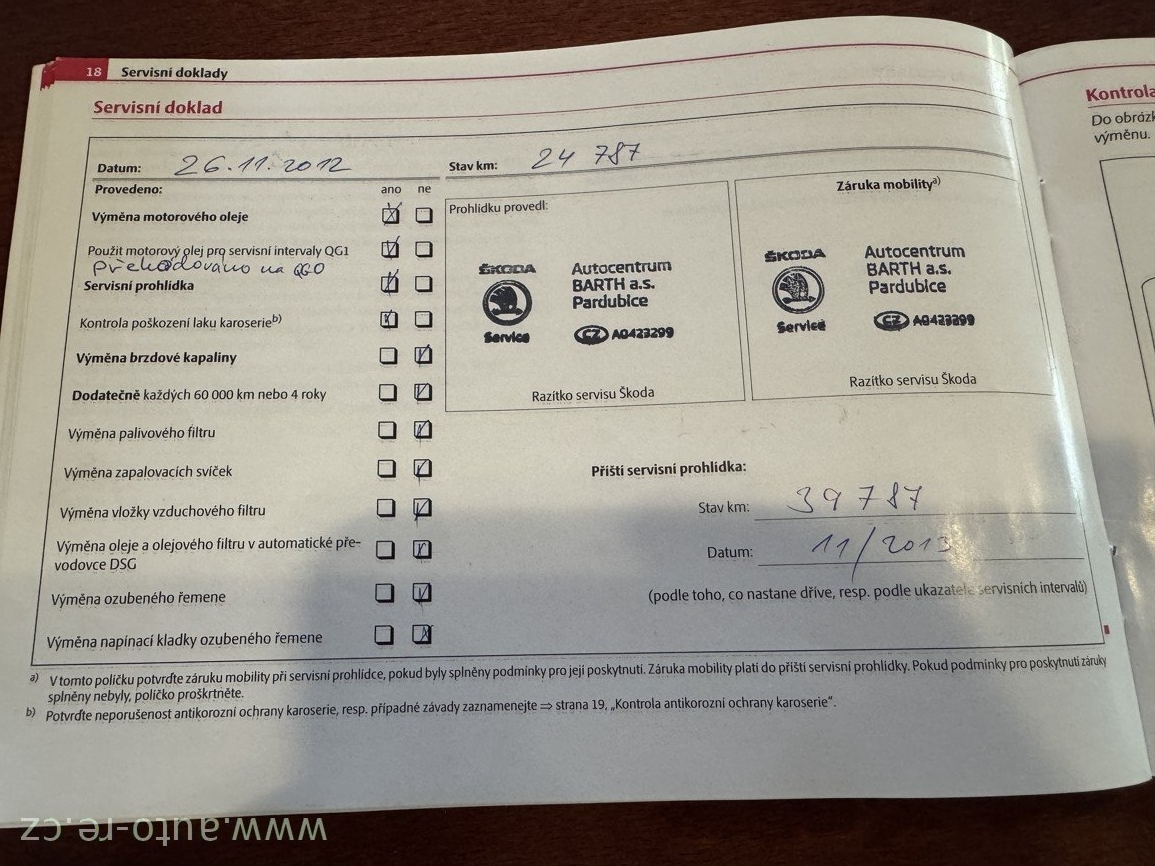 18 Servisní doklady
Servisní doklad
Datum: 26.11.2012
Stav km: 24 787
Provedeno: ano ne
Výměna motorového oleje
Použit motorový olej pro servisní intervaly QG1
překódováno na QG0
Servisní prohlídka
Kontrola poškození laku karoserie b)
Výměna brzdové kapaliny
Dodatečně každých 60 000 km nebo 4 roky
Výměna palivového filtru
Výměna zapalovacích svíček
Výměna vložky vzduchového filtru
Výměna oleje a olejového filtru v automatické pře-
vodovce DSG
Výměna ozubeného řemene
Výměna napínací kladky ozubeného řemene
Prohlídku provedl:
ŠKODA
Service
Autocentrum
BARTH a.s.
Pardubice
CZ A0423299
Razítko servisu Škoda
Záruka mobility a)
ŠKODA
Service
Autocentrum
BARTH a.s.
Pardubice
CZ A0423299
Razítko servisu Škoda
Příští servisní prohlídka:
Stav km: 39 787
Datum: 11/2013
(podle toho, co nastane dříve, resp. podle ukazatele servisních intervalů)
a) V tomto políčku potvrďte záruku mobility při servisní prohlídce, pokud byly splněny podmínky pro její poskytnutí. Záruka mobility platí do příští servisní prohlídky. Pokud podmínky pro poskytnutí záruky
splněny nebyly, políčko proškrtněte.
b) Potvrďte neporušenost antikorozní ochrany karoserie, resp. případné závady zaznamenejte ⇒ strana 19, „Kontrola antikorozní ochrany karoserie“.
Kontrola
Do obrázk
výměnu.
www.auto-re.cz